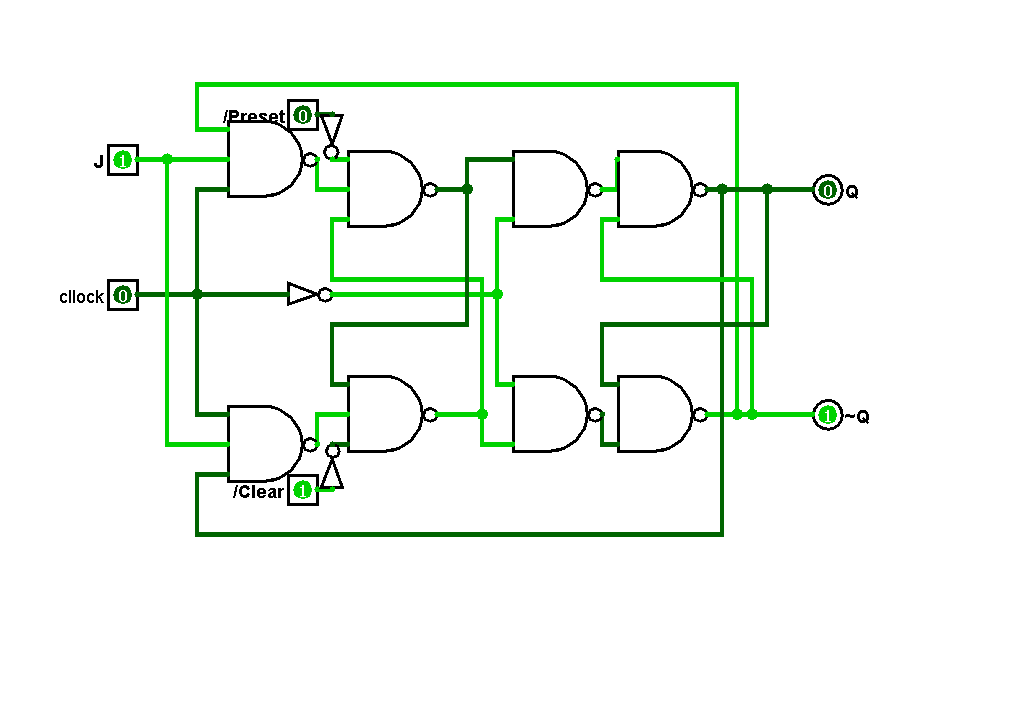 /Preset 0
J 1
0 Q
cllock 0
1 ~Q
/Clear 1